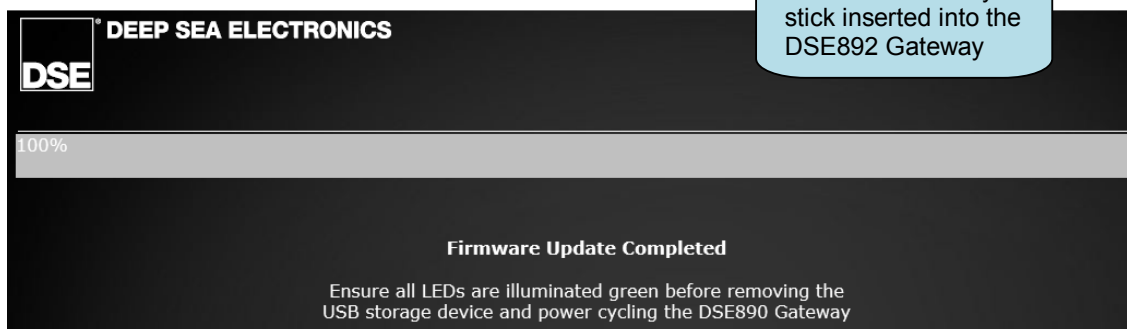 stick inserted into the
DSE892 Gateway
DEEP SEA ELECTRONICS
DSE
100%
Firmware Update Completed
Ensure all LEDs are illuminated green before removing the
USB storage device and power cycling the DSE890 Gateway